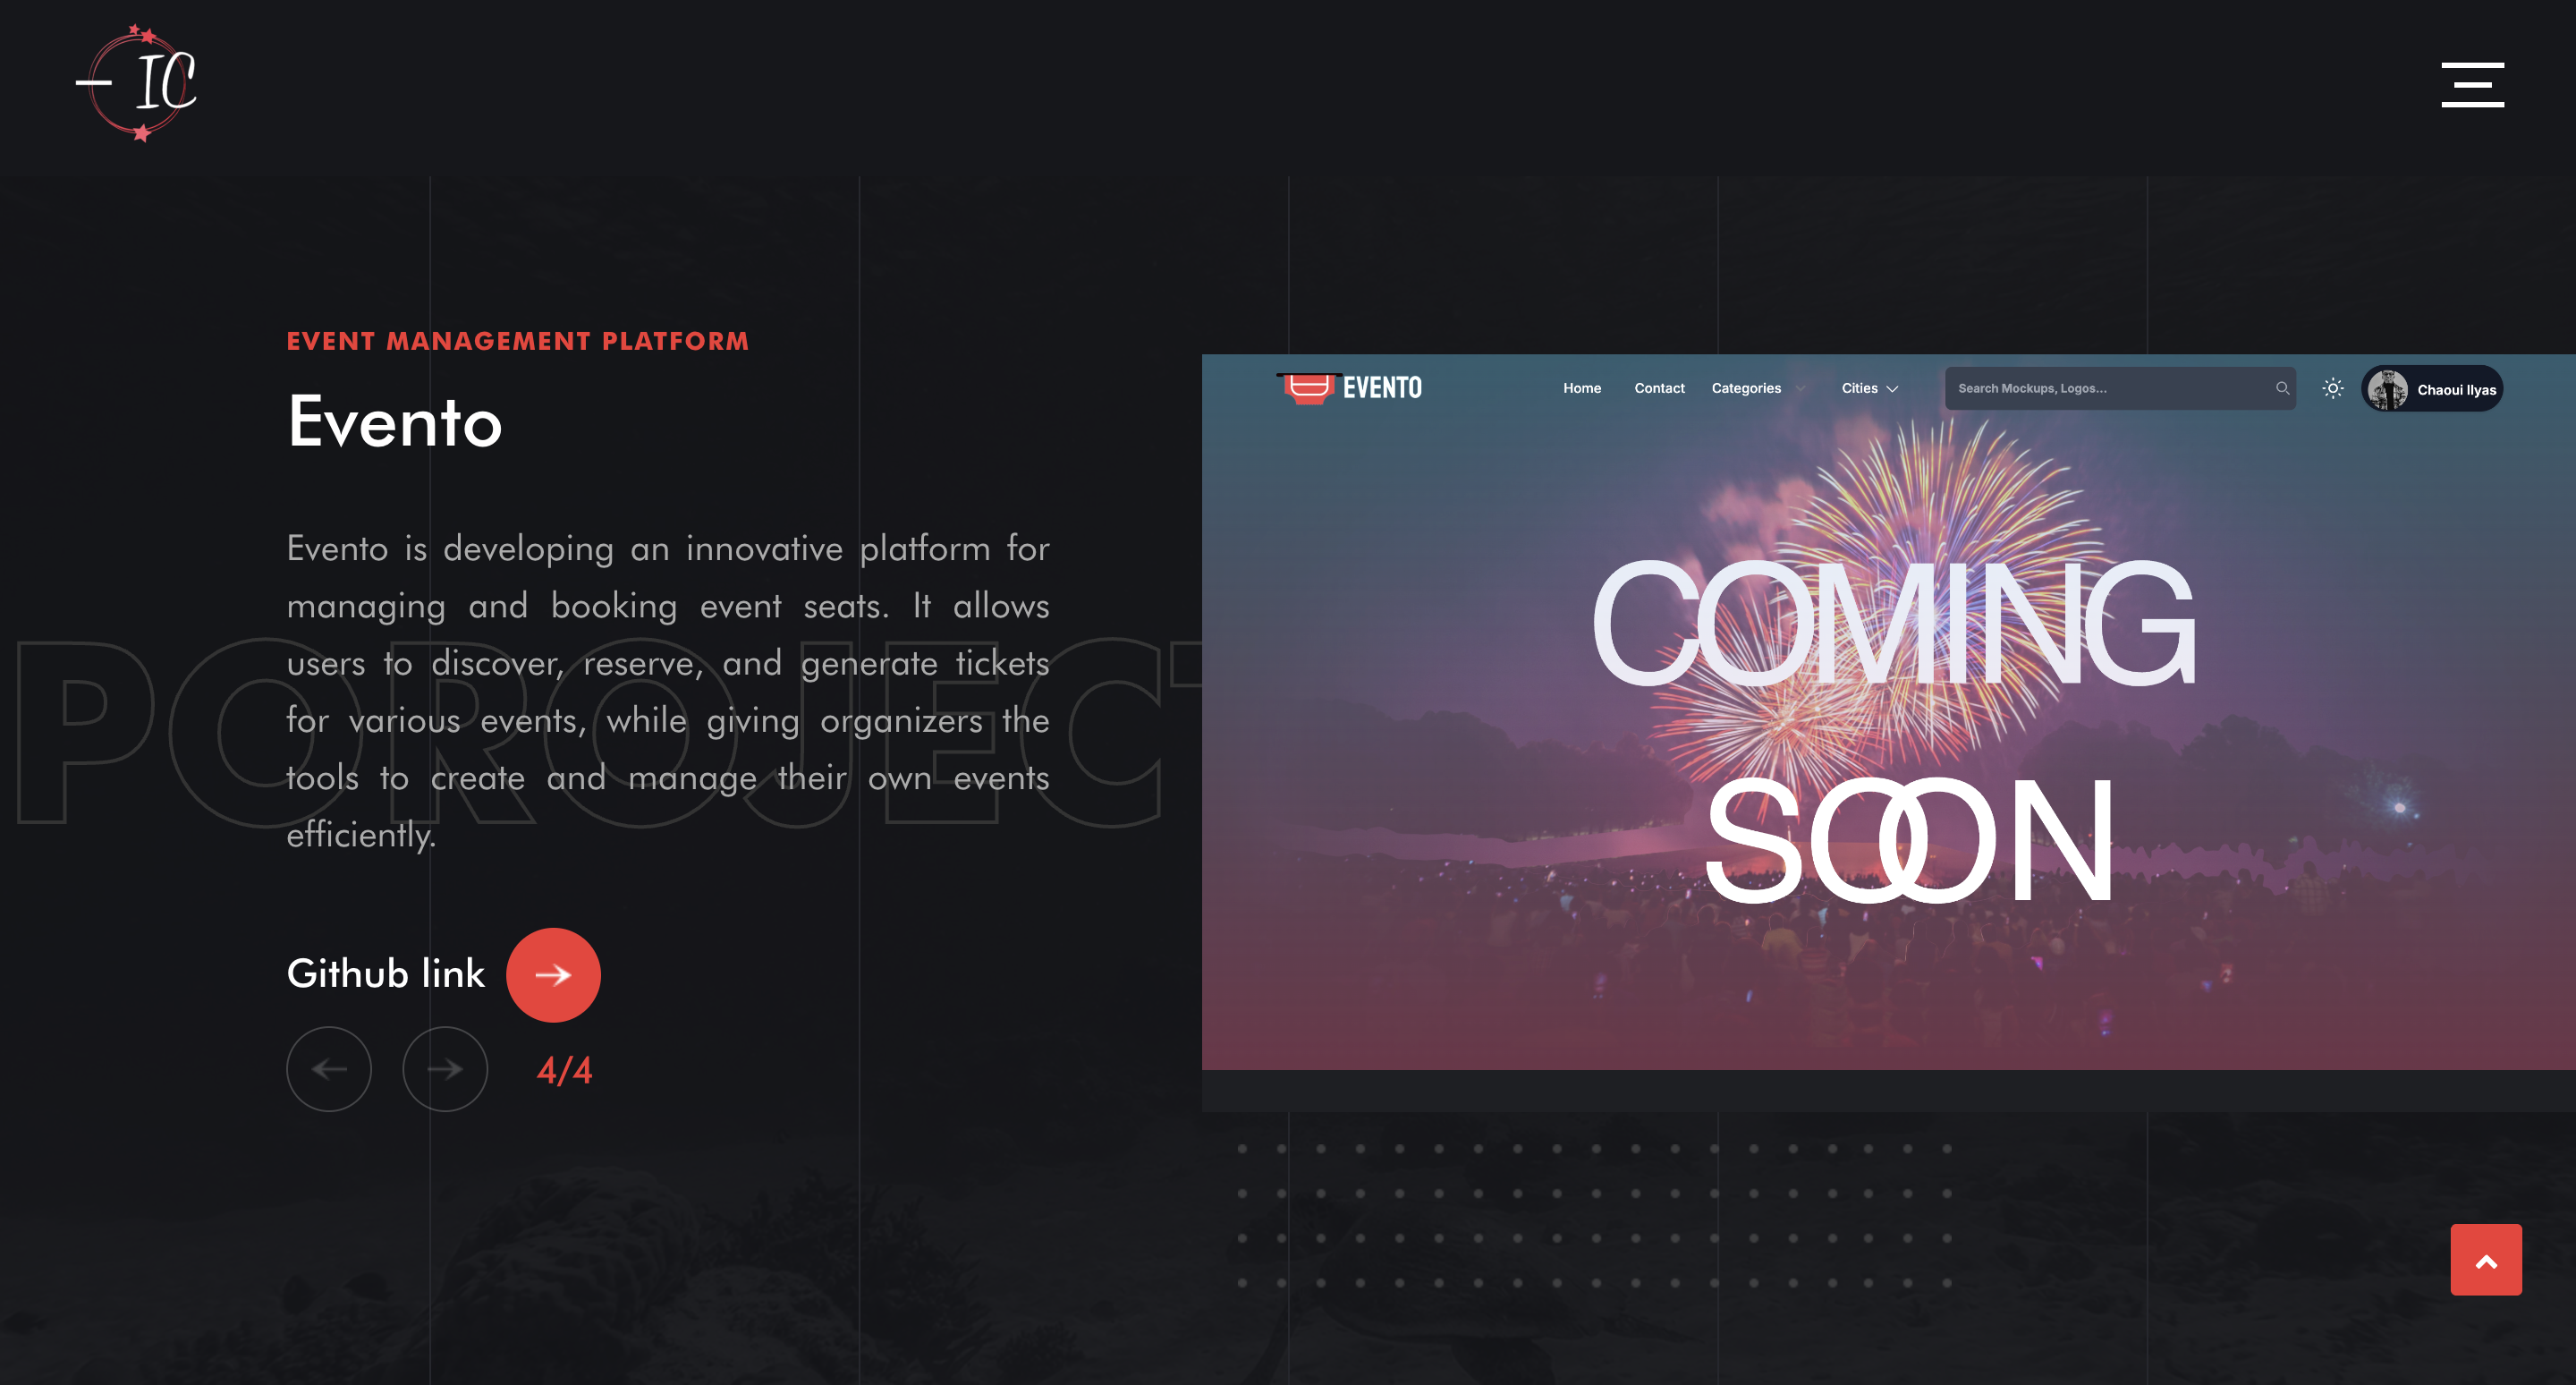 IC
EVENT MANAGEMENT PLATFORM
Evento
Evento is developing an innovative platform for
managing and booking event seats. It allows
users to discover, reserve, and generate tickets
for various events, while giving organizers the
tools to create and manage their own events
efficiently.
POROJECT
Github link
4/4
EVENTO
Home
Contact
Categories
Cities
Search Mockups, Logos...
Chaoui Ilyas
COMING
SOON